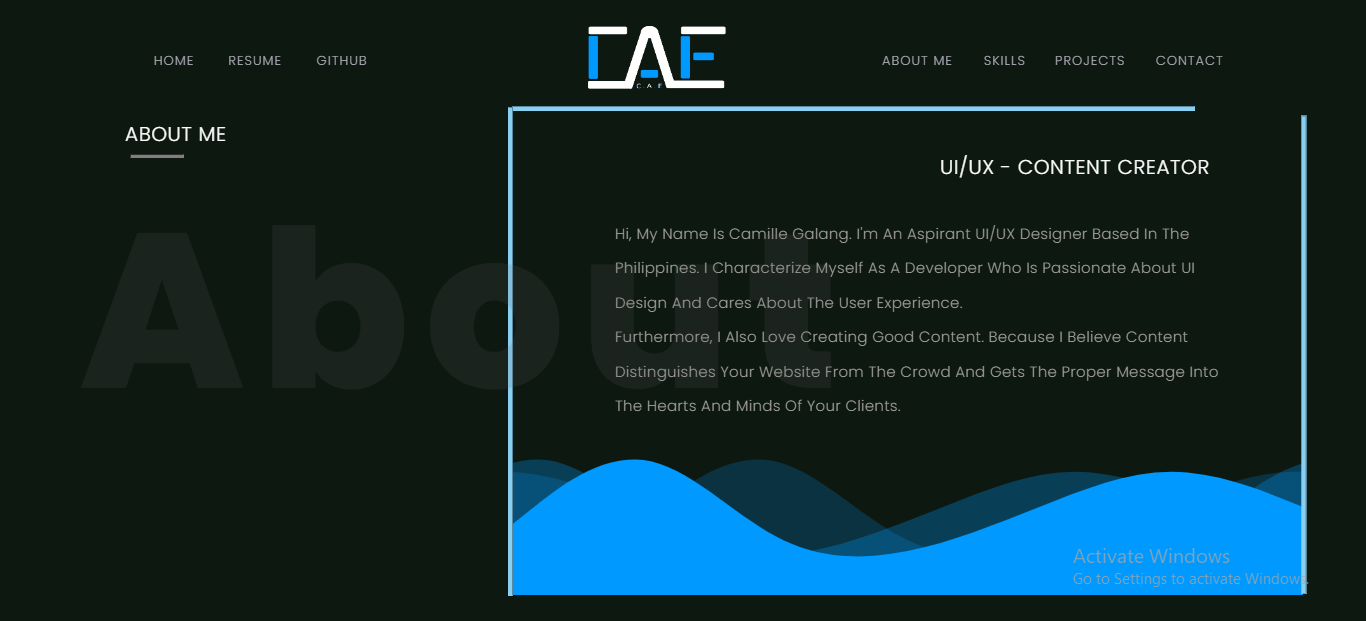 HOME RESUME GITHUB
CAE
C.A.E
ABOUT ME SKILLS PROJECTS CONTACT
ABOUT ME
About
UI/UX - CONTENT CREATOR
Hi, My Name Is Camille Galang. I'm An Aspirant UI/UX Designer Based In The
Philippines. I Characterize Myself As A Developer Who Is Passionate About UI
Design And Cares About The User Experience.
Furthermore, I Also Love Creating Good Content. Because I Believe Content
Distinguishes Your Website From The Crowd And Gets The Proper Message Into
The Hearts And Minds Of Your Clients.
Activate Windows
Go to Settings to activate Windows.